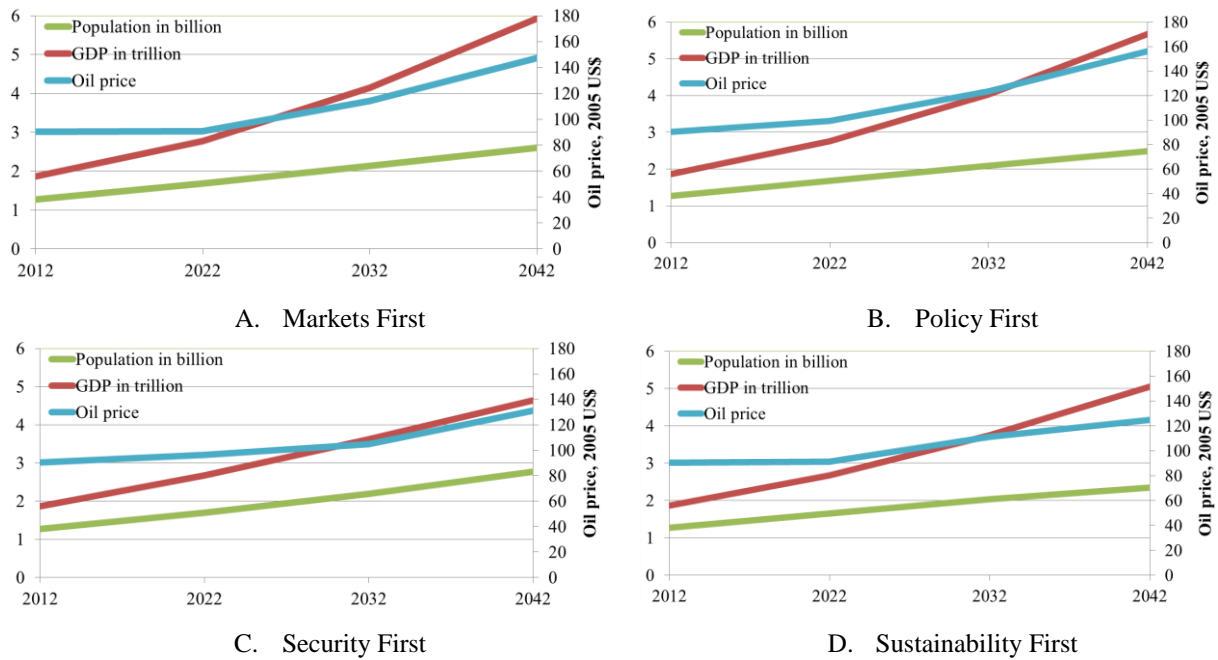 Population in billion
GDP in trillion
Oil price
6
5
4
3
2
1
0
180
160
140
120
100
80
60
40
20
0
Oil price, 2005 US$
2012 2022 2032 2042
A. Markets First
Population in billion
GDP in trillion
Oil price
6
5
4
3
2
1
0
180
160
140
120
100
80
60
40
20
0
Oil price, 2005 US$
2012 2022 2032 2042
B. Policy First
Population in billion
GDP in trillion
Oil price
6
5
4
3
2
1
0
180
160
140
120
100
80
60
40
20
0
Oil price, 2005 US$
2012 2022 2032 2042
C. Security First
Population in billion
GDP in trillion
Oil price
6
5
4
3
2
1
0
180
160
140
120
100
80
60
40
20
0
Oil price, 2005 US$
2012 2022 2032 2042
D. Sustainability First